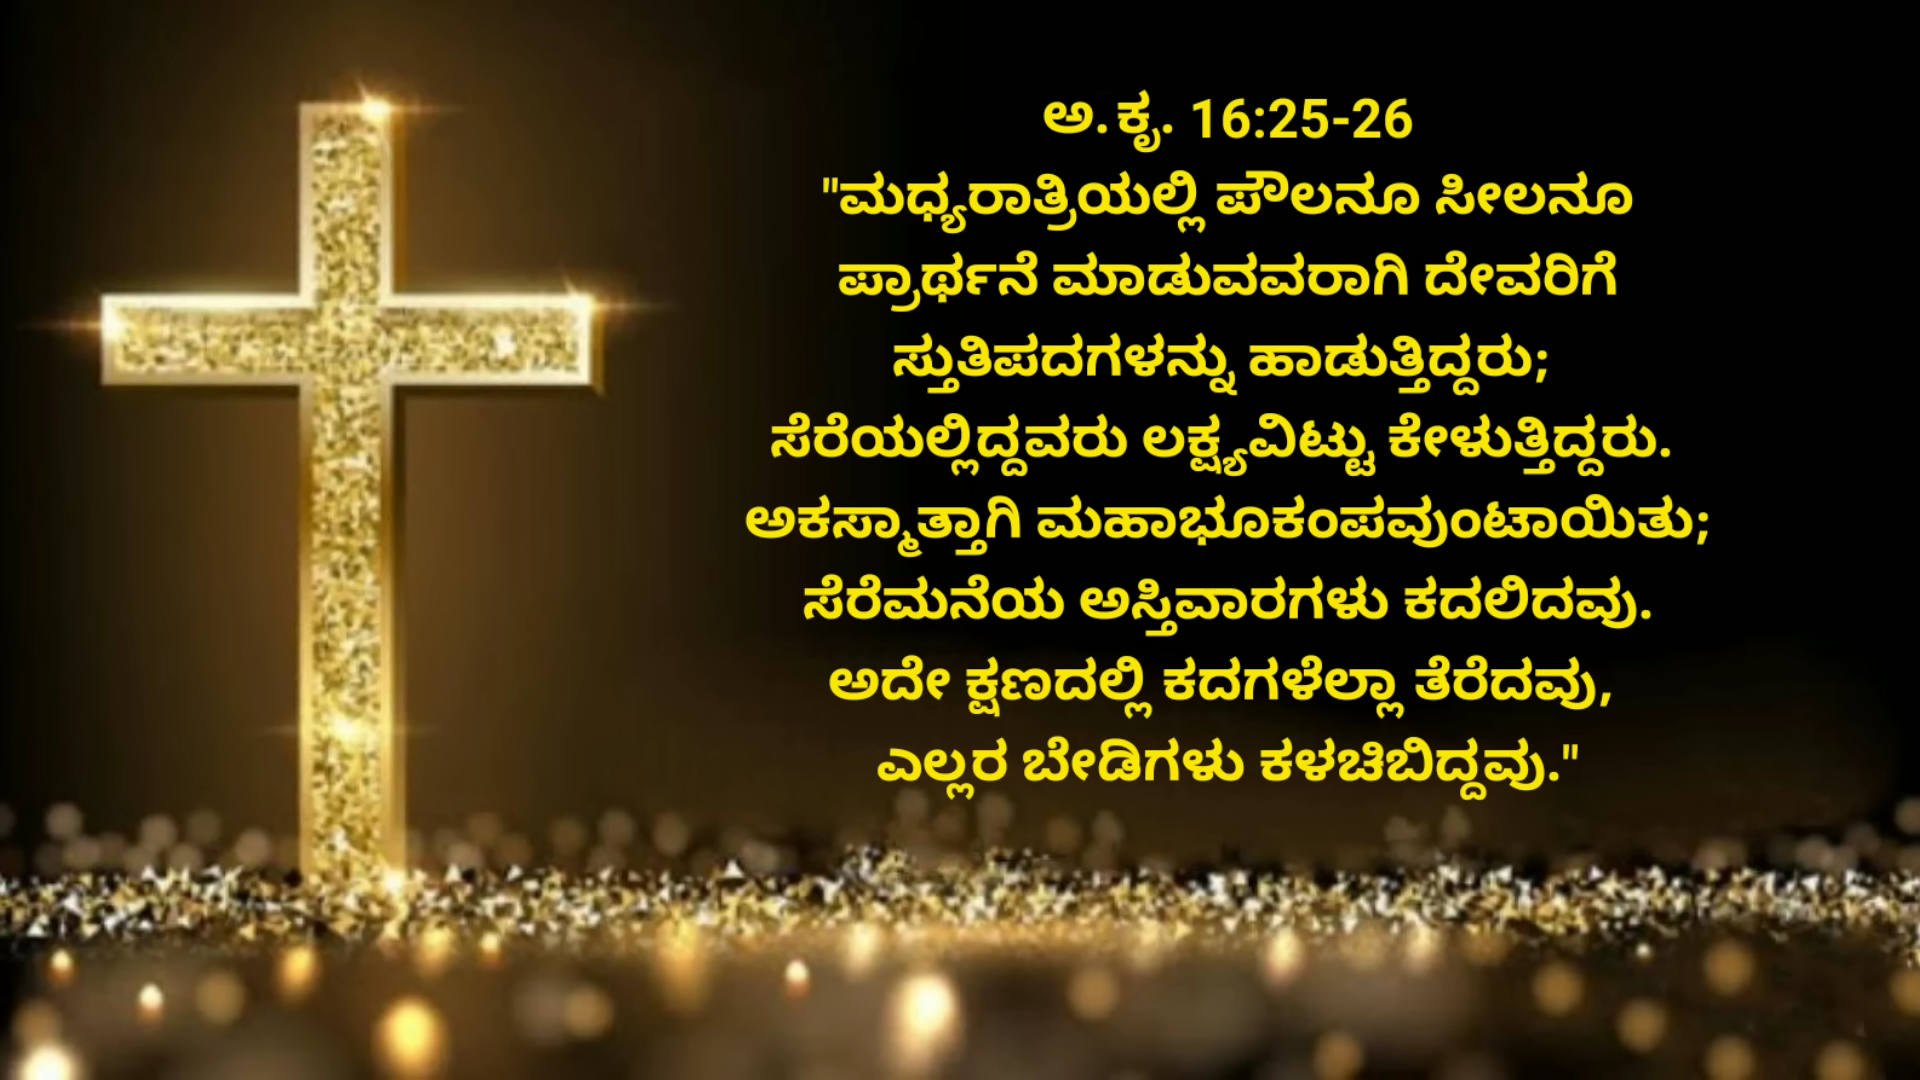 ಅ.ಕೃ. 16:25-26
"ಮಧ್ಯರಾತ್ರಿಯಲ್ಲಿ ಪೌಲನೂ ಸೀಲನೂ
ಪ್ರಾರ್ಥನೆ ಮಾಡುವವರಾಗಿ ದೇವರಿಗೆ
ಸ್ತುತಿಪದಗಳನ್ನು ಹಾಡುತ್ತಿದ್ದರು;
ಸೆರೆಯಲ್ಲಿದ್ದವರು ಲಕ್ಷ್ಯವಿಟ್ಟು ಕೇಳುತ್ತಿದ್ದರು.
ಅಕಸ್ಮಾತ್ತಾಗಿ ಮಹಾಭೂಕಂಪವುಂಟಾಯಿತು;
ಸೆರೆಮನೆಯ ಅಸ್ತಿವಾರಗಳು ಕದಲಿದವು.
ಅದೇ ಕ್ಷಣದಲ್ಲಿ ಕದಗಳೆಲ್ಲಾ ತೆರೆದವು,
ಎಲ್ಲರ ಬೇಡಿಗಳು ಕಳಚಿಬಿದ್ದವು."